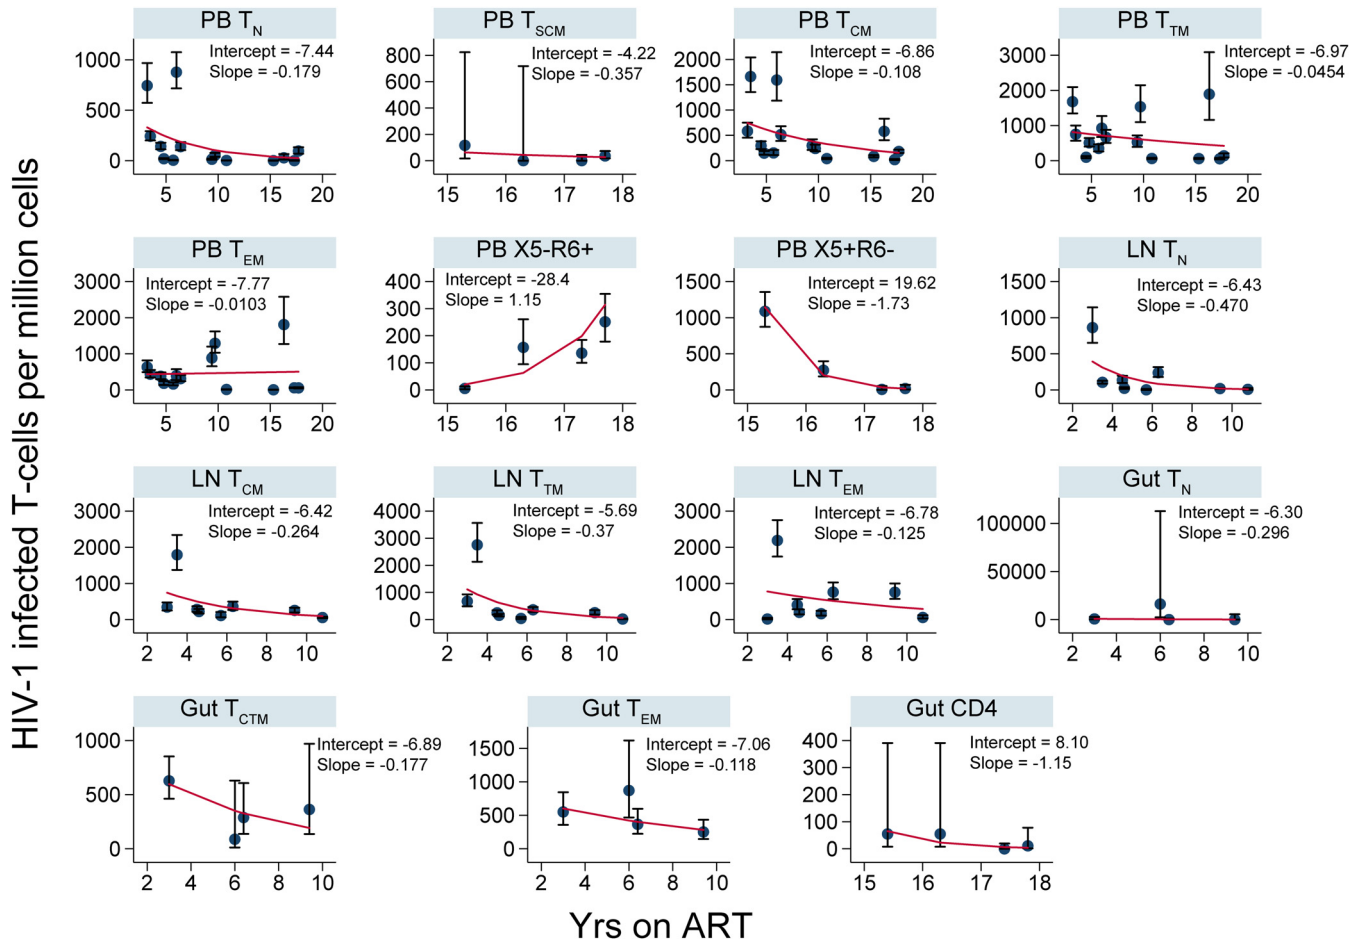 HIV-1 infected T-cells per million cells
PB TN
Intercept = -7.44
Slope = -0.179
1000
500
0
5 10 15 20
PB TSCM
Intercept = -4.22
Slope = -0.357
800
600
400
200
0
15 16 17 18
PB TCM
Intercept = -6.86
Slope = -0.108
2000
1500
1000
500
0
5 10 15 20
PB TTM
Intercept = -6.97
Slope = -0.0454
3000
2000
1000
0
5 10 15 20
PB TEM
Intercept = -7.77
Slope = -0.0103
3000
2000
1000
0
5 10 15 20
PB X5-R6+
Intercept = -28.4
Slope = 1.15
400
300
200
100
0
15 16 17 18
PB X5+R6-
Intercept = 19.62
Slope = -1.73
1500
1000
500
0
15 16 17 18
LN TN
Intercept = -6.43
Slope = -0.470
1500
1000
500
0
2 4 6 8 10
LN TCM
Intercept = -6.42
Slope = -0.264
3000
2000
1000
0
2 4 6 8 10
LN TTM
Intercept = -5.69
Slope = -0.37
4000
3000
2000
1000
0
2 4 6 8 10
LN TEM
Intercept = -6.78
Slope = -0.125
3000
2000
1000
0
2 4 6 8 10
Gut TN
Intercept = -6.30
Slope = -0.296
100000
50000
0
2 4 6 8 10
Gut TCTM
Intercept = -6.89
Slope = -0.177
1000
500
0
2 4 6 8 10
Gut TEM
Intercept = -7.06
Slope = -0.118
1500
1000
500
0
2 4 6 8 10
Gut CD4
Intercept = 8.10
Slope = -1.15
400
300
200
100
0
15 16 17 18
Yrs on ART